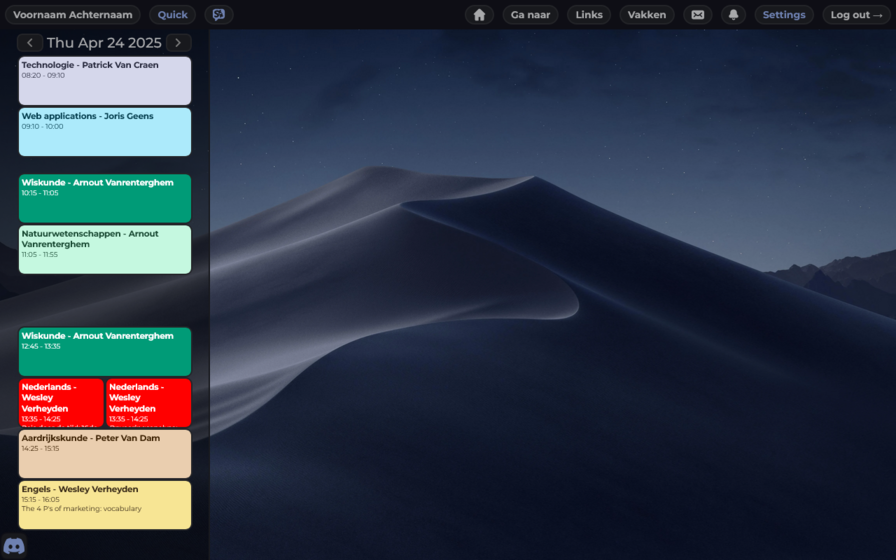 Voornaam Achternaam
Quick
Ga naar
Links
Vakken
Settings
Log out →
Thu Apr 24 2025
Technologie - Patrick Van Craen
08:20 - 09:10
Web applications - Joris Geens
09:10 - 10:00
Wiskunde - Arnout Vanrenterghem
10:15 - 11:05
Natuurwetenschappen - Arnout
Vanrenterghem
11:05 - 11:55
Wiskunde - Arnout Vanrenterghem
12:45 - 13:35
Nederlands -
Wesley
Verheyden
13:35 - 14:25
Nederlands -
Wesley
Verheyden
13:35 - 14:25
Aardrijkskunde - Peter Van Dam
14:25 - 15:15
Engels - Wesley Verheyden
15:15 - 16:05
The 4 P's of marketing: vocabulary